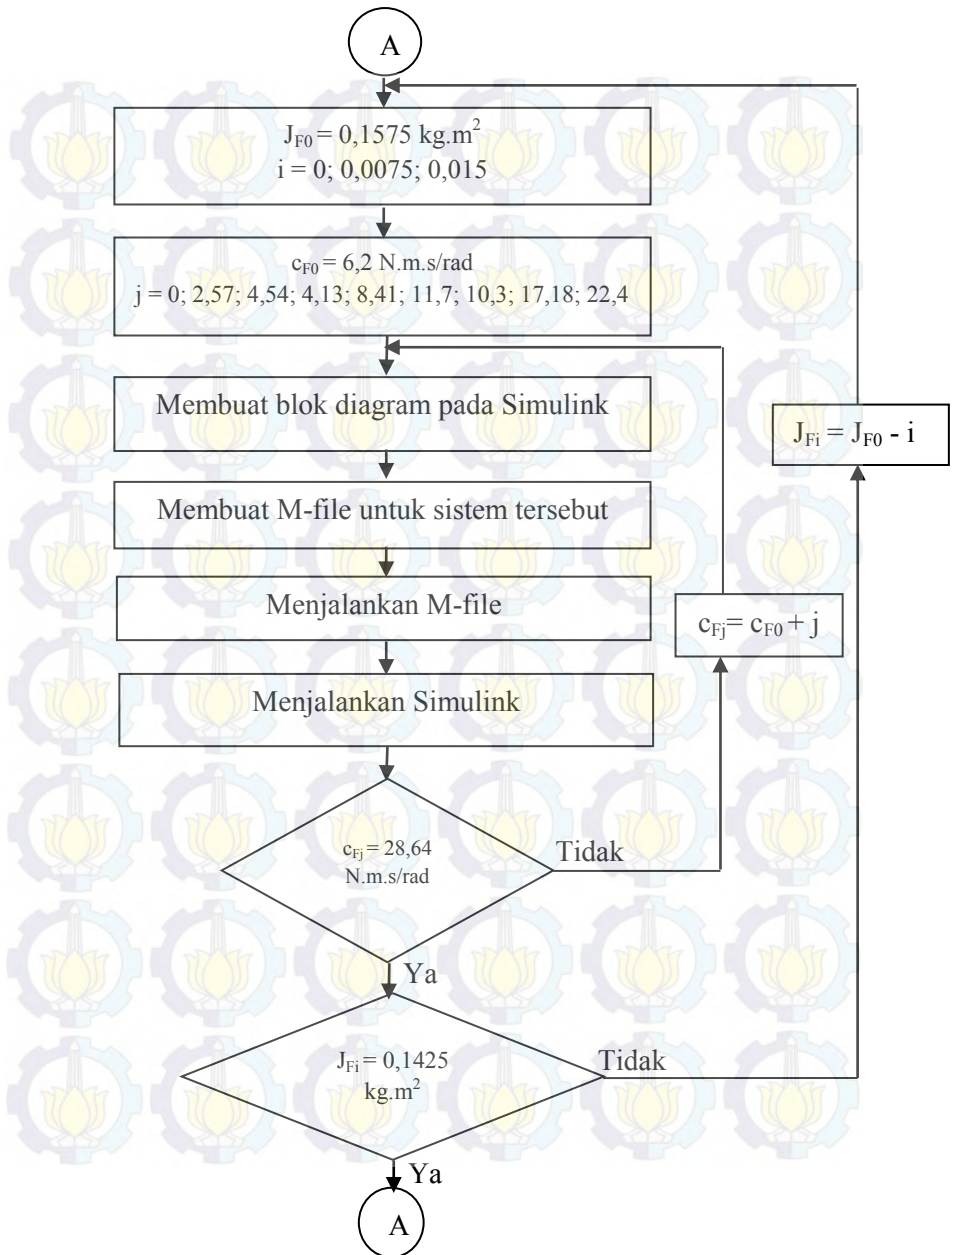 A
J_F0 = 0,1575 kg.m²
i = 0; 0,0075; 0,015
c_F0 = 6,2 N.m.s/rad
j = 0; 2,57; 4,54; 4,13; 8,41; 11,7; 10,3; 17,18; 22,4
Membuat blok diagram pada Simulink
J_Fi = J_F0 - i
Membuat M-file untuk sistem tersebut
Menjalankan M-file
c_Fj= c_F0 + j
Menjalankan Simulink
c_Fj = 28,64
N.m.s/rad
Tidak
Ya
J_Fi = 0,1425
kg.m²
Tidak
Ya
A